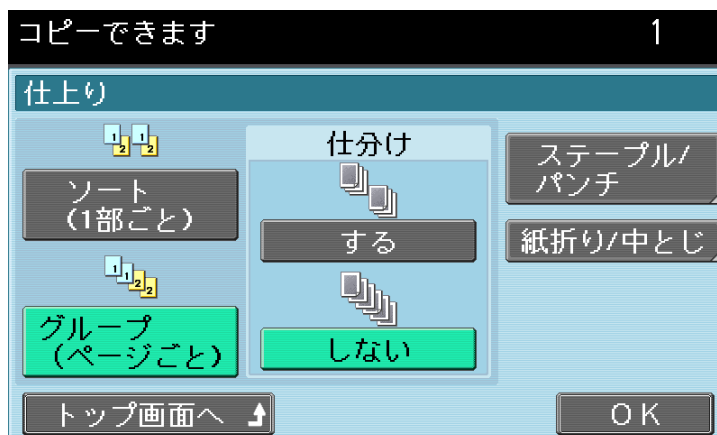 コピーできます 1
仕上り
ソート
(1部ごと)
グループ
(ページごと)
仕分け
する
しない
ステープル/
パンチ
紙折り/中とじ
トップ画面へ
OK